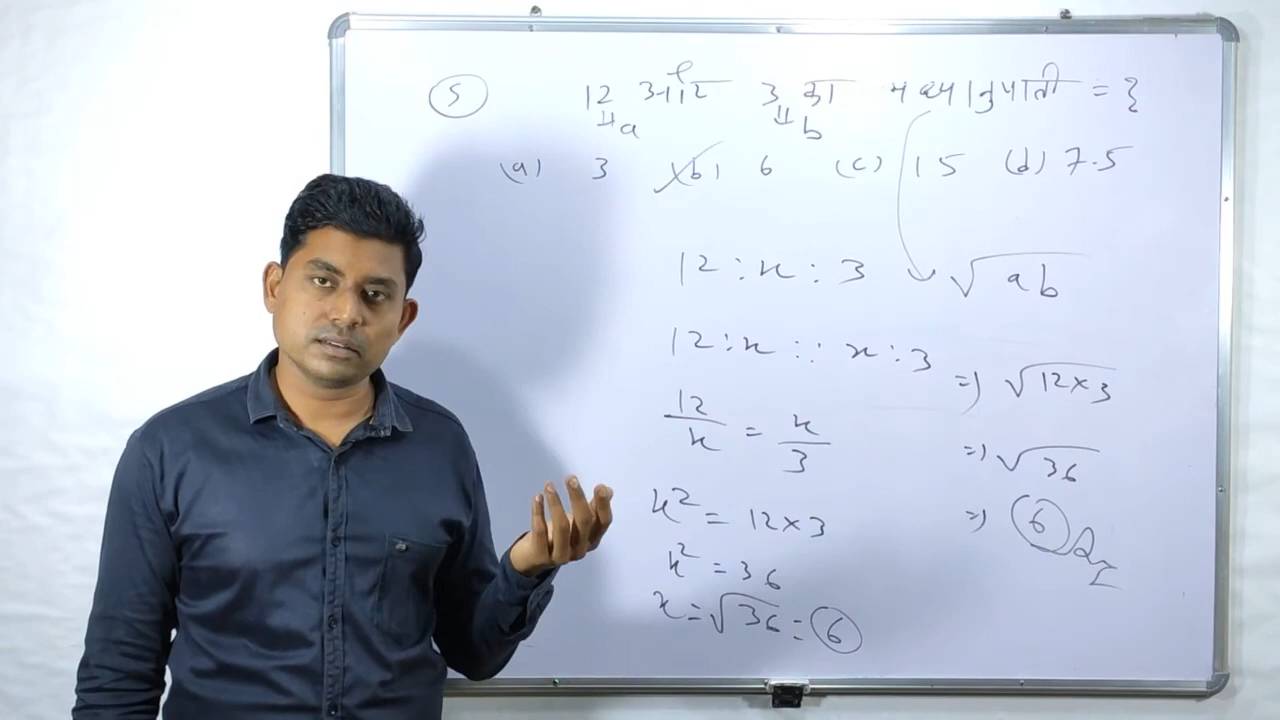 5 12 और 3 का मध्यानुपाती = ?
a b
(a) 3 (b) 6 (c) 15 (d) 7.5
12 : x : 3
√ab
12 : x :: x : 3
⇒ √12×3
12/x = x/3
⇒ √36
x² = 12×3
⇒ 6 Ans
x² = 36
x = √36 = 6